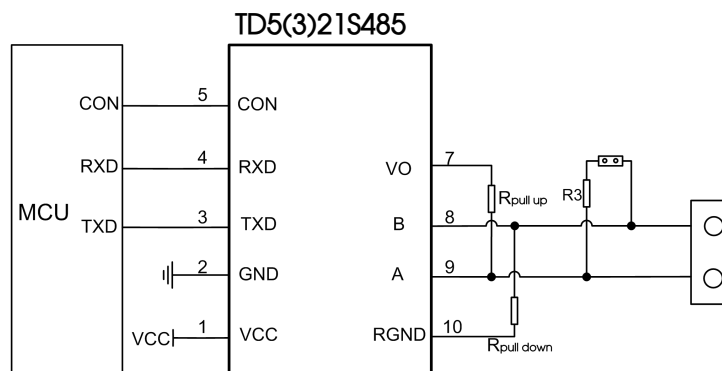 TD5(3)21S485
CON 5 CON
RXD 4 RXD
7
VO
Rpull up
R3
MCU
TXD 3 TXD
B 8
2 GND
A 9
VCC 1 VCC
RGND 10
Rpull down